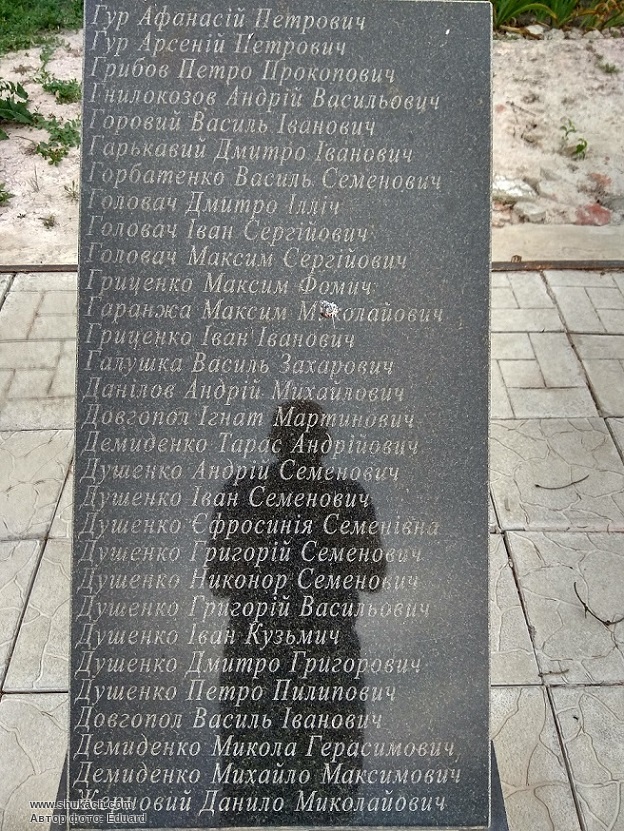 Гур Афанасій Петрович
Гур Арсеній Петрович
Грибов Петро Прокопович
Гнилокозов Андрій Васильович
Горовий Василь Іванович
Гарькавий Дмитро Іванович
Горбатенко Василь Семенович
Головач Дмитро Ілліч
Головач Іван Сергійович
Головач Максим Сергійович
Гриценко Максим Фомич
Гаранжа Максим Миколайович
Гриценко Іван Іванович
Галушка Василь Захарович
Данілов Андрій Михайлович
Довгопол Ігнат Мартинович
Демиденко Тарас Андрійович
Душенко Андрій Семенович
Душенко Іван Семенович
Душенко Єфросинія Семенівна
Душенко Григорій Семенович
Душенко Никонор Семенович
Душенко Григорій Васильович
Душенко Іван Кузьмич
Душенко Дмитро Григорович
Душенко Петро Пилипович
Довгопол Василь Іванович
Демиденко Микола Герасимович
Демиденко Михайло Максимович
Жерновий Данило Миколайович
www.shukach.com
Автор фото: Eduard